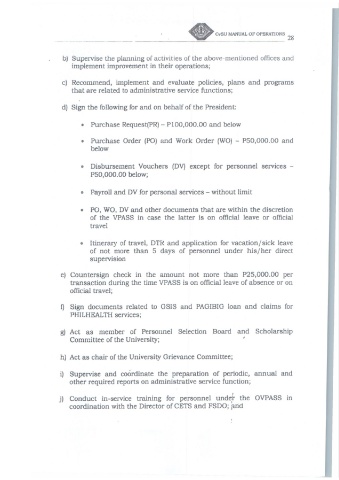 CvSU MANUAL OF OPERATIONS
28
b) Supervise the planning of activities of the above-mentioned offices and
implement improvement in their operations;
c) Recommend, implement and evaluate policies, plans and programs
that are related to administrative service functions;
d) Sign the following for and on behalf of the President:
• Purchase Request(PR) – P100,000.00 and below
• Purchase Order (PO) and Work Order (WO) – P50,000.00 and
below
• Disbursement Vouchers (DV) except for personnel services –
P50,000.00 below;
• Payroll and DV for personal services – without limit
• PO, WO, DV and other documents that are within the discretion
of the VPASS in case the latter is on official leave or official
travel
• Itinerary of travel, DTR and application for vacation/sick leave
of not more than 5 days of personnel under his/her direct
supervision
e) Countersign check in the amount not more than P25,000.00 per
transaction during the time VPASS is on official leave of absence or on
official travel;
f) Sign documents related to GSIS and PAGIBIG loan and claims for
PHILHEALTH services;
g) Act as member of Personnel Selection Board and Scholarship
Committee of the University;
h) Act as chair of the University Grievance Committee;
i) Supervise and coordinate the preparation of periodic, annual and
other required reports on administrative service function;
j) Conduct in-service training for personnel under the OVPASS in
coordination with the Director of CETS and FSDO; and